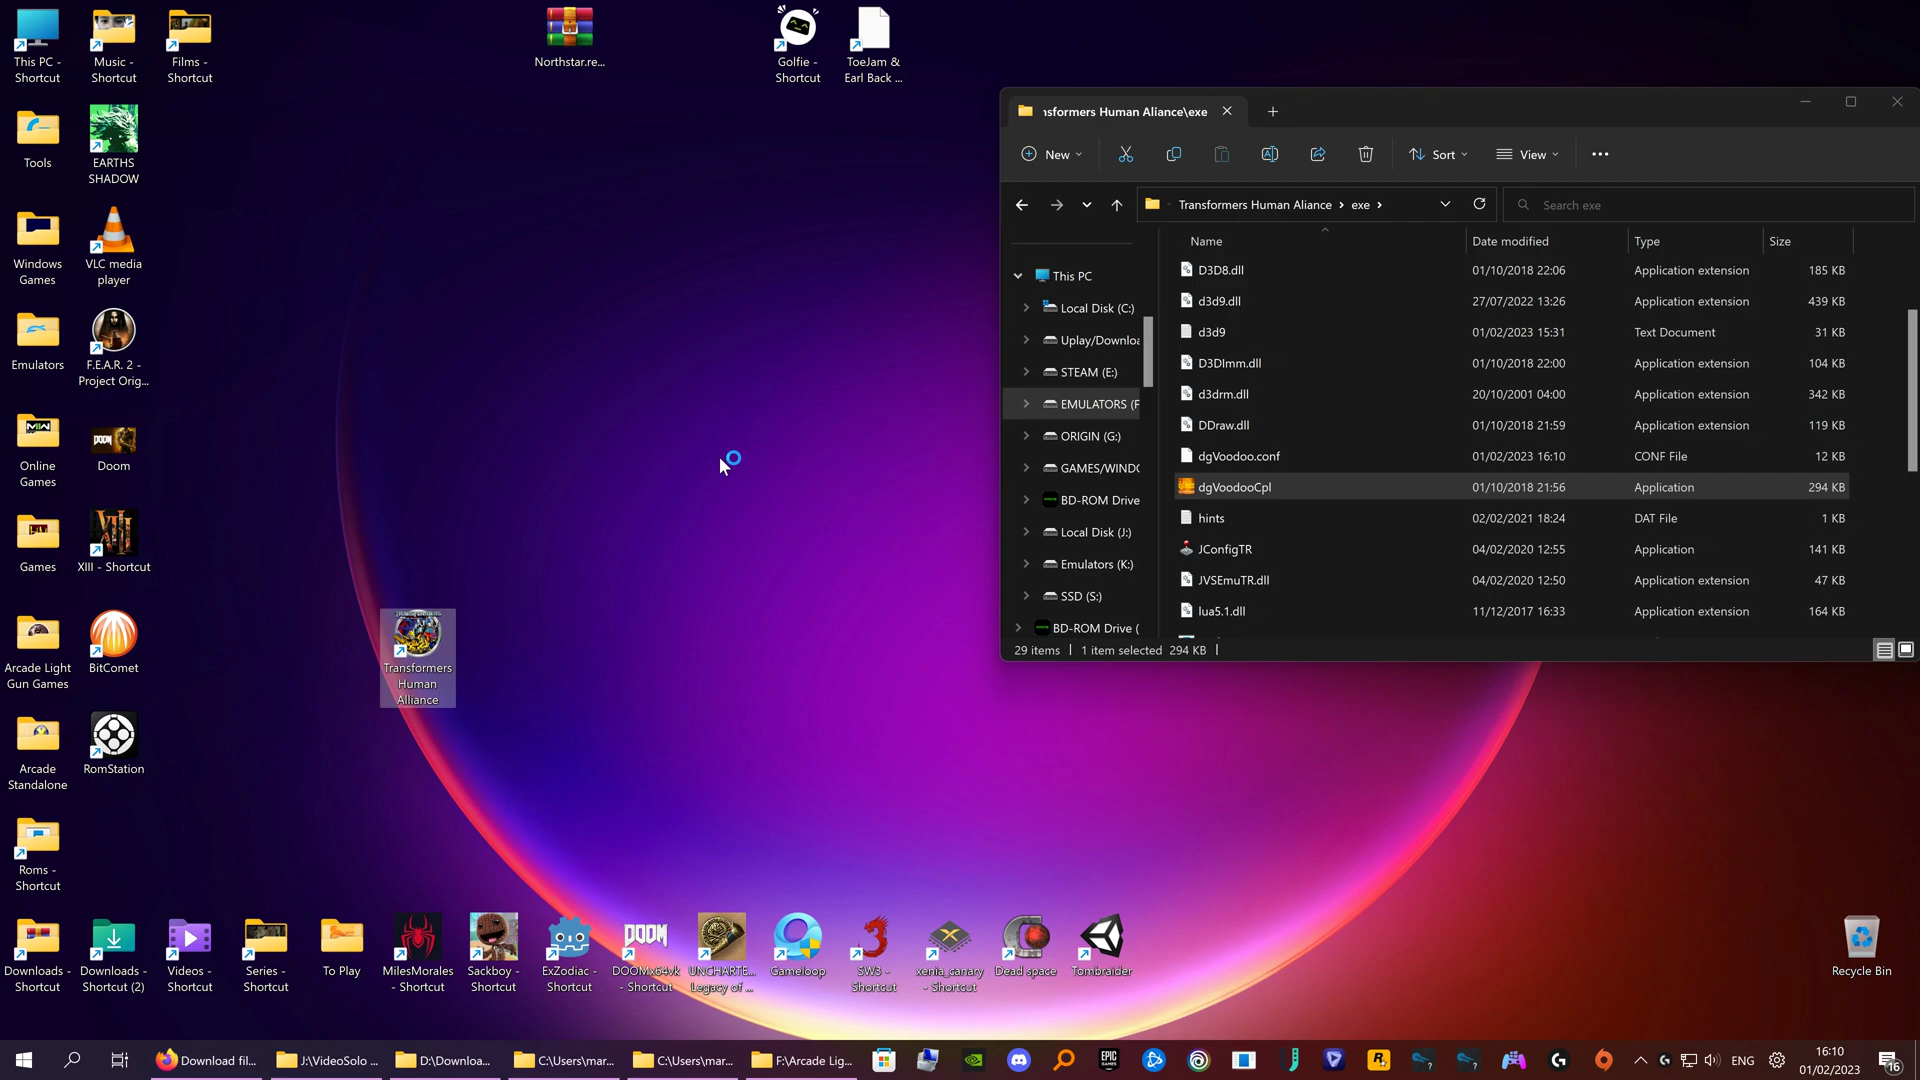 This PC -
Shortcut
Music -
Shortcut
Films -
Shortcut
Northstar.re...
Golfie -
Shortcut
ToeJam &
Earl Back ...
Tools
EARTHS
SHADOW
Windows
Games
VLC media
player
Emulators
F.E.A.R. 2 -
Project Orig...
Online
Games
DOOM
Doom
Games
XIII - Shortcut
Arcade Light
Gun Games
BitComet
Transformers
Human
Alliance
Arcade
Standalone
RomStation
Roms -
Shortcut
Downloads -
Shortcut
Downloads -
Shortcut (2)
Videos -
Shortcut
Series -
Shortcut
To Play
MilesMorales
- Shortcut
Sackboy -
Shortcut
ExZodiac -
Shortcut
DOOM
DOOMx64vk
- Shortcut
UNCHARTE...
Legacy of ...
Gameloop
SW3 -
Shortcut
xenia_canary
- Shortcut
Dead space
Tombraider
Recycle Bin
nsformers Human Aliance\exe
New
Sort
View
Transformers Human Aliance > exe >
Search exe
Name Date modified Type Size
This PC
Local Disk (C:)
Uplay/Downloa
STEAM (E:)
EMULATORS (F
ORIGIN (G:)
GAMES/WINDO
BD-ROM Drive
Local Disk (J:)
Emulators (K:)
SSD (S:)
BD-ROM Drive (
D3D8.dll 01/10/2018 22:06 Application extension 185 KB
d3d9.dll 27/07/2022 13:26 Application extension 439 KB
d3d9 01/02/2023 15:31 Text Document 31 KB
D3DImm.dll 01/10/2018 22:00 Application extension 104 KB
d3drm.dll 20/10/2001 04:00 Application extension 342 KB
DDraw.dll 01/10/2018 21:59 Application extension 119 KB
dgVoodoo.conf 01/02/2023 16:10 CONF File 12 KB
dgVoodooCpl 01/10/2018 21:56 Application 294 KB
hints 02/02/2021 18:24 DAT File 1 KB
JConfigTR 04/02/2020 12:55 Application 141 KB
JVSEmuTR.dll 04/02/2020 12:50 Application extension 47 KB
lua5.1.dll 11/12/2017 16:33 Application extension 164 KB
29 items | 1 item selected 294 KB |
Download fil...
J:\VideoSolo ...
D:\Downloa...
C:\Users\mar...
C:\Users\mar...
F:\Arcade Lig...
EPIC
GAMES
ENG
16:10
01/02/2023
16